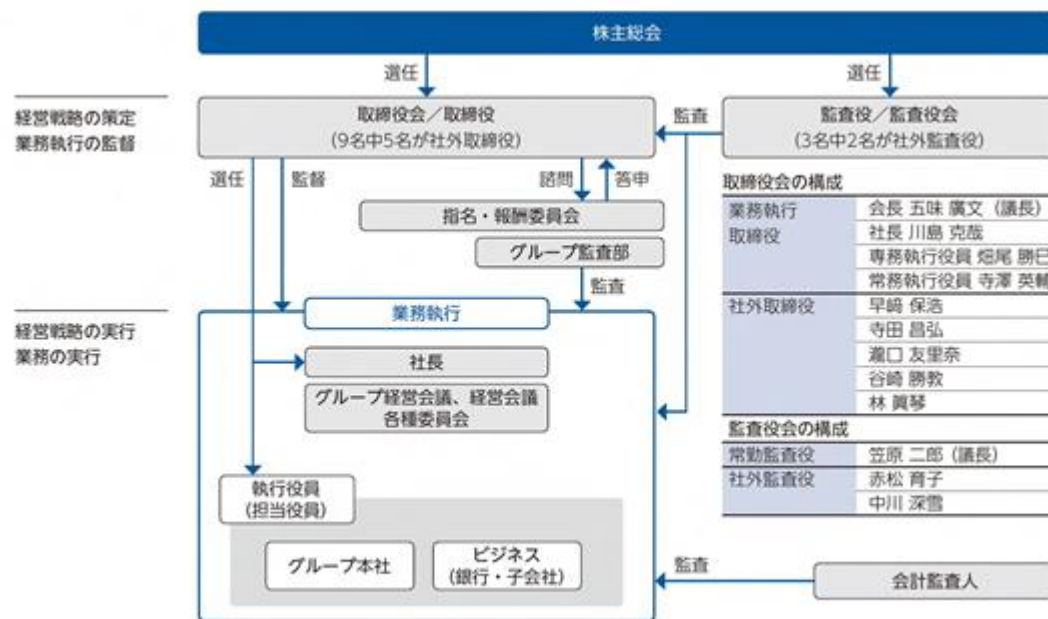 株主総会
選任
選任
経営戦略の策定
業務執行の監督
取締役会／取締役
(9名中5名が社外取締役)
監査
監査役／監査役会
(3名中2名が社外監査役)
選任
監督
諮問
答申
指名・報酬委員会
グループ監査部
監査
取締役会の構成
業務執行
取締役
会長 五味 廣文 (議長)
社長 川島 克哉
専務執行役員 畑尾 勝巳
常務執行役員 寺澤 英輔
社外取締役
早﨑 保浩
寺田 昌弘
瀧口 友里奈
谷崎 勝教
林 眞琴
監査役会の構成
常勤監査役
笠原 二郎 (議長)
社外監査役
赤松 育子
中川 深雪
経営戦略の実行
業務の実行
業務執行
社長
グループ経営会議、経営会議
各種委員会
執行役員
(担当役員)
グループ本社
ビジネス
(銀行・子会社)
監査
会計監査人